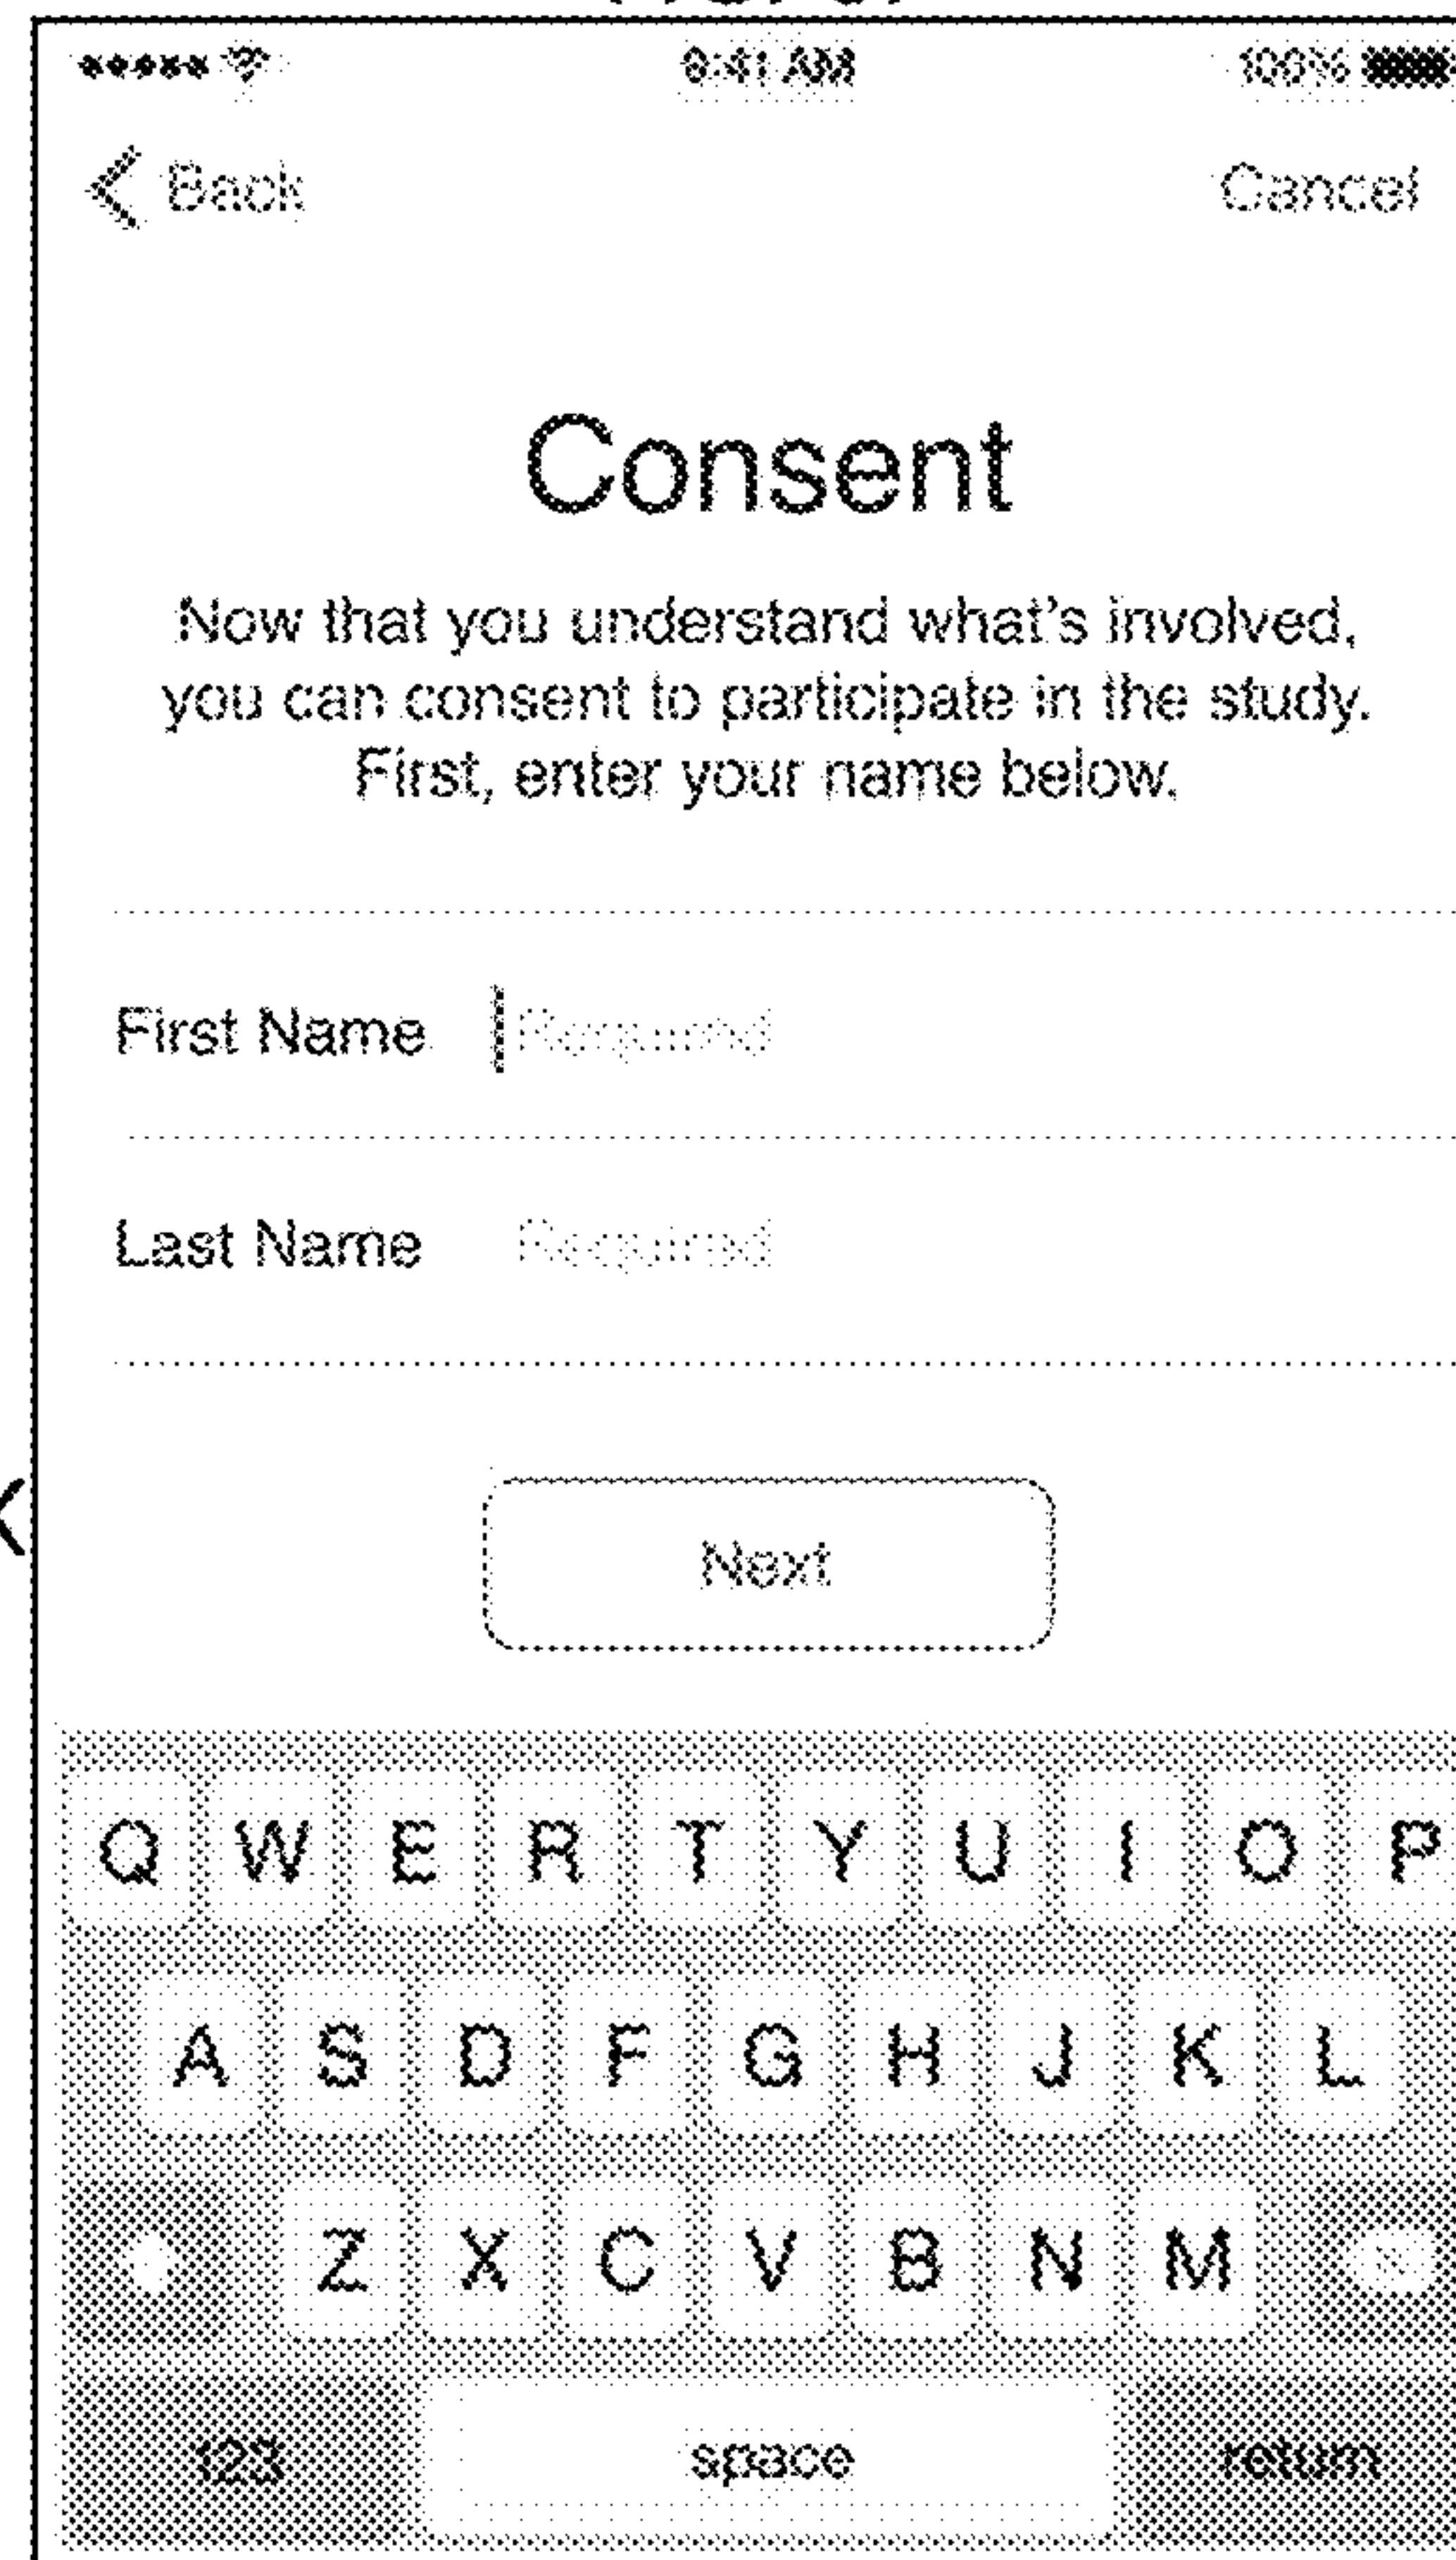 9:41 AM 100%
Back Cancel
Consent
Now that you understand what's involved,
you can consent to participate in the study.
First, enter your name below.
First Name Required
Last Name Required
Next
Q W E R T Y U I O P
A S D F G H J K L
Z X C V B N M
123 space return